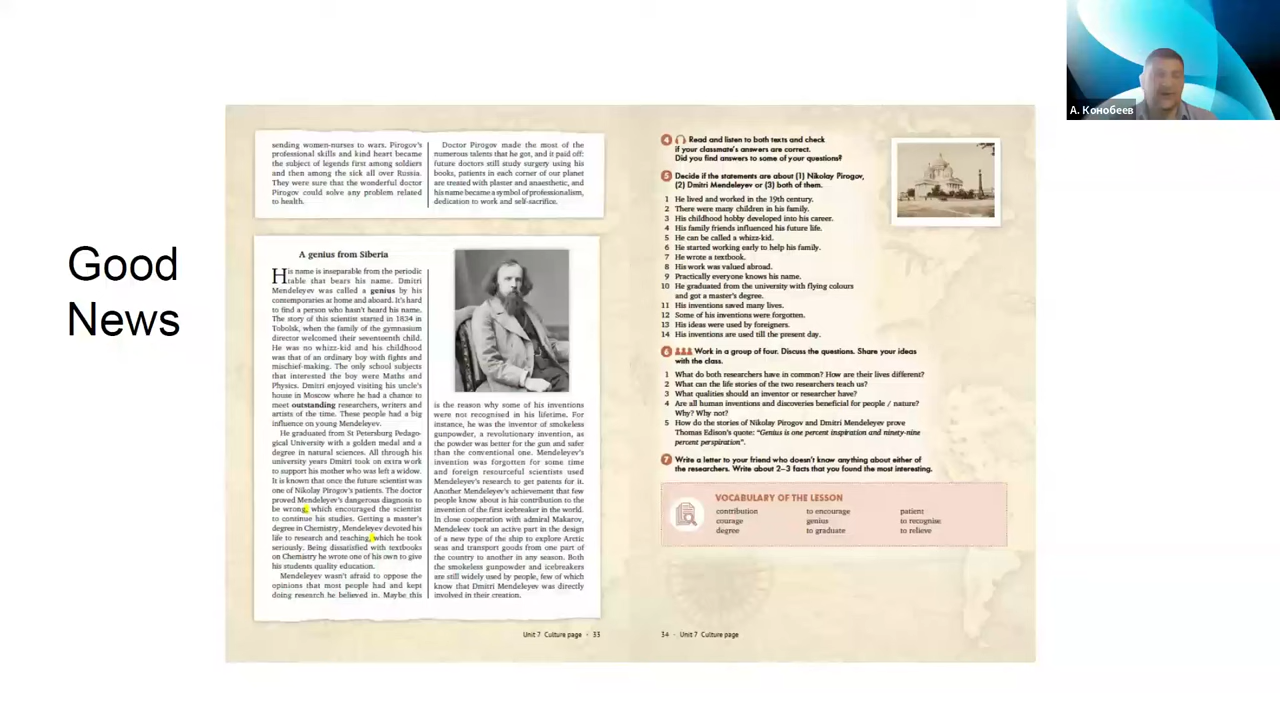 Good
News
А. Конобеев
sending women-nurses to wars. Pirogov's
professional skills and kind heart became
the subject of legends first among soldiers
and then among the sick all over Russia.
They were sure that the wonderful doctor
Pirogov could solve any problem related
to health.
Doctor Pirogov made the most of the
numerous talents that he got, and it paid off:
future doctors still study surgery using his
books, patients in each corner of our planet
are treated with plaster and anaesthetic, and
his name became a symbol of professionalism,
dedication to work and self-sacrifice.
A genius from Siberia
His name is inseparable from the periodic
table that bears his name. Dmitri
Mendeleyev was called a genius by his
contemporaries at home and aboard. It's hard
to find a person who hasn't heard his name.
The story of this scientist started in 1834 in
Tobolsk, when the family of the gymnasium
director welcomed their seventeenth child.
He was no whizz-kid and his childhood
was that of an ordinary boy with fights and
mischief-making. The only school subjects
that interested the boy were Maths and
Physics. Dmitri enjoyed visiting his uncle's
house in Moscow where he had a chance to
meet outstanding researchers, writers and
artists of the time. These people had a big
influence on young Mendeleyev.
He graduated from St Petersburg Pedago-
gical University with a golden medal and a
degree in natural sciences. All through his
university years Dmitri took on extra work
to support his mother who was left a widow.
It is known that once the future scientist was
one of Nikolay Pirogov's patients. The doctor
proved Mendeleyev's dangerous diagnosis to
be wrong, which encouraged the scientist
to continue his studies. Getting a master's
degree in Chemistry, Mendeleyev devoted his
life to research and teaching, which he took
seriously. Being dissatisfied with textbooks
on Chemistry he wrote one of his own to give
his students quality education.
Mendeleyev wasn't afraid to oppose the
opinions that most people had and kept
doing research he believed in. Maybe this
is the reason why some of his inventions
were not recognised in his lifetime. For
instance, he was the inventor of smokeless
gunpowder, a revolutionary invention, as
the powder was better for the gun and safer
than the conventional one. Mendeleyev's
invention was forgotten for some time
and foreign resourceful scientists used
Mendeleyev's research to get patents for it.
Another Mendeleyev's achievement that few
people know about is his contribution to the
invention of the first icebreaker in the world.
In close cooperation with admiral Makarov,
Mendeleev took an active part in the design
of a new type of the ship to explore Arctic
seas and transport goods from one part of
the country to another in any season. Both
the smokeless gunpowder and icebreakers
are still widely used by people, few of which
know that Dmitri Mendeleyev was directly
involved in their creation.
Unit 7 Culture page · 33
4 Read and listen to both texts and check
if your classmate's answers are correct.
Did you find answers to some of your questions?
5 Decide if the statements are about (1) Nikolay Pirogov,
(2) Dmitri Mendeleyev or (3) both of them.
1 He lived and worked in the 19th century.
2 There were many children in his family.
3 His childhood hobby developed into his career.
4 His family friends influenced his future life.
5 He can be called a whizz-kid.
6 He started working early to help his family.
7 He wrote a textbook.
8 His work was valued abroad.
9 Practically everyone knows his name.
10 He graduated from the university with flying colours
and got a master's degree.
11 His inventions saved many lives.
12 Some of his inventions were forgotten.
13 His ideas were used by foreigners.
14 His inventions are used till the present day.
6 Work in a group of four. Discuss the questions. Share your ideas
with the class.
1 What do both researchers have in common? How are their lives different?
2 What can the life stories of the two researchers teach us?
3 What qualities should an inventor or researcher have?
4 Are all human inventions and discoveries beneficial for people / nature?
Why? Why not?
5 How do the stories of Nikolay Pirogov and Dmitri Mendeleyev prove
Thomas Edison's quote: "Genius is one percent inspiration and ninety-nine
percent perspiration".
7 Write a letter to your friend who doesn't know anything about either of
the researchers. Write about 2–3 facts that you found the most interesting.
VOCABULARY OF THE LESSON
contribution
courage
degree
to encourage
genius
to graduate
patient
to recognise
to relieve
34 · Unit 7 Culture page